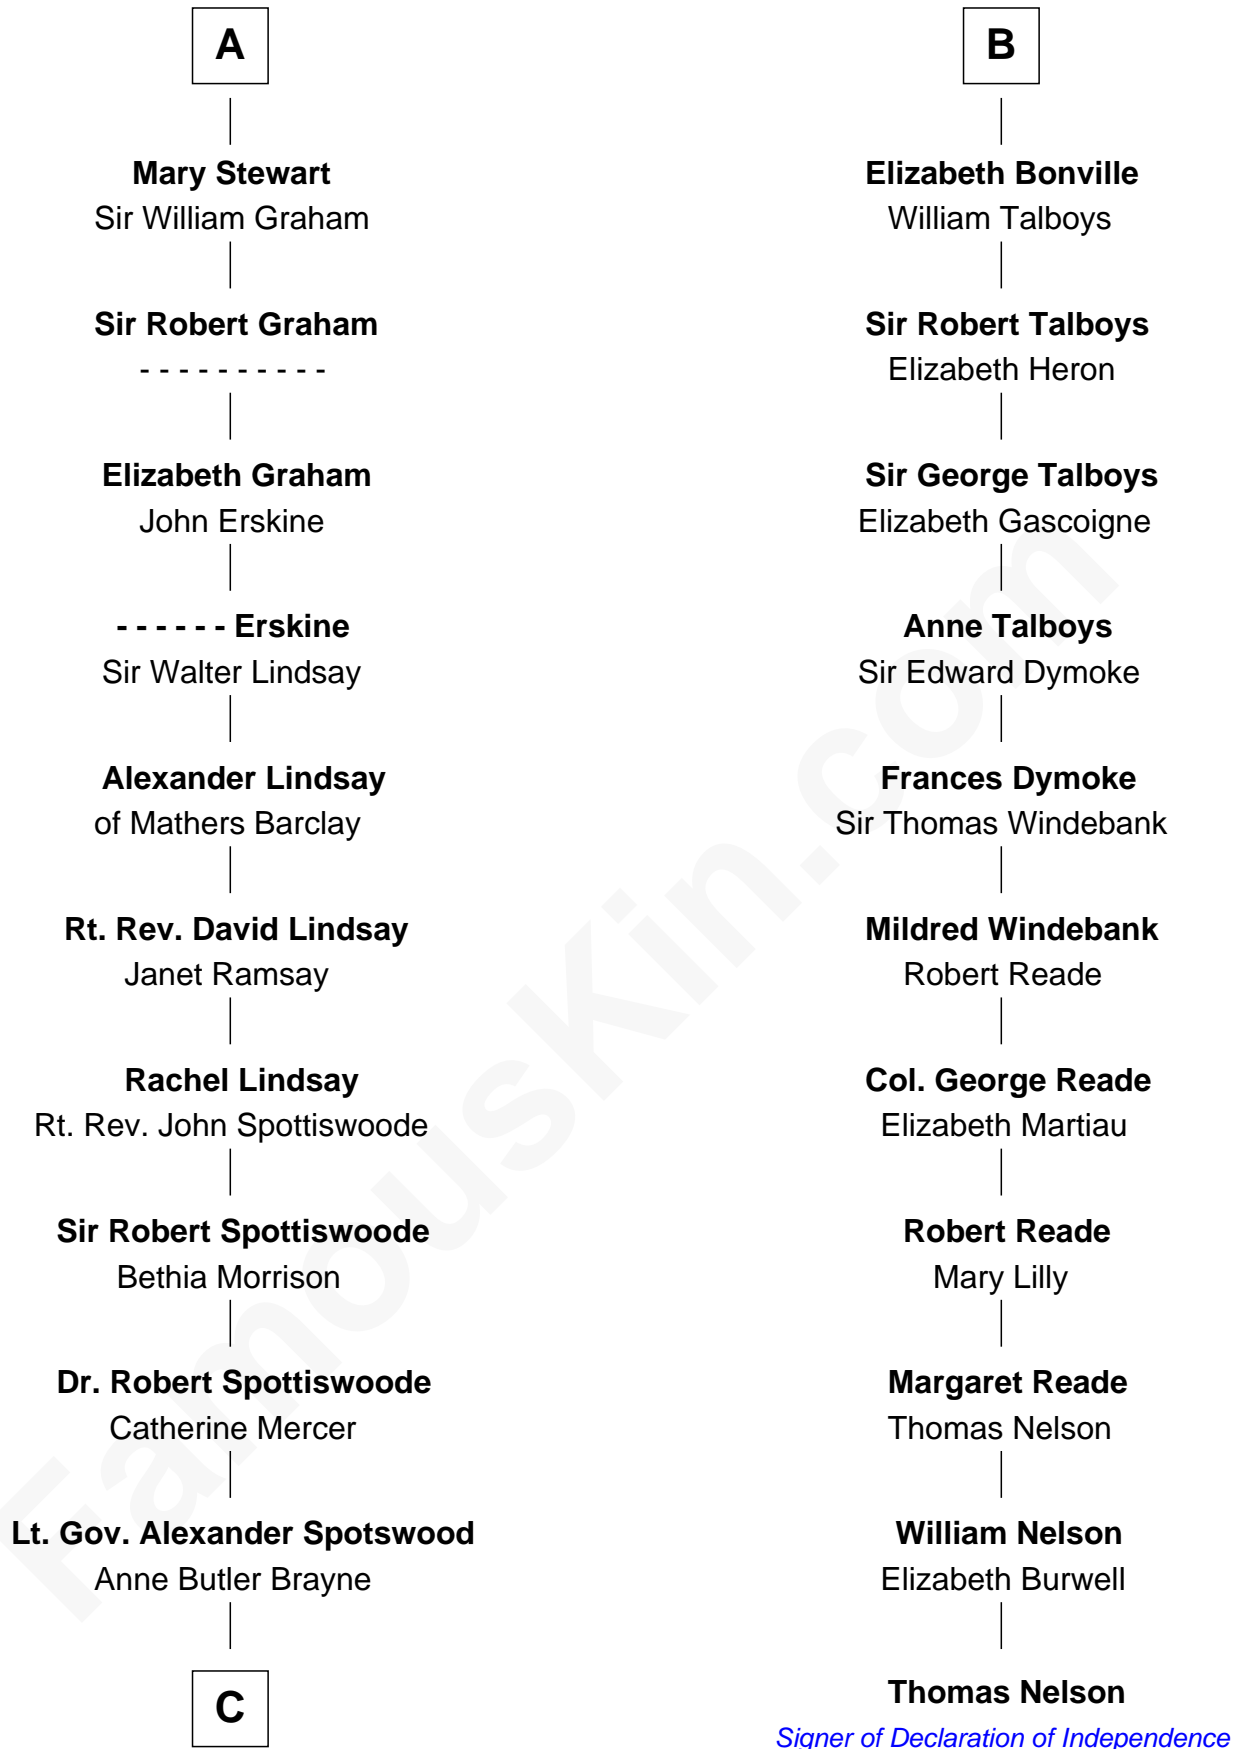 A
Mary Stewart
Sir William Graham
Sir Robert Graham
- - - - - - - - - -
Elizabeth Graham
John Erskine
- - - - - - Erskine
Sir Walter Lindsay
Alexander Lindsay
of Mathers Barclay
Rt. Rev. David Lindsay
Janet Ramsay
Rachel Lindsay
Rt. Rev. John Spottiswoode
Sir Robert Spottiswoode
Bethia Morrison
Dr. Robert Spottiswoode
Catherine Mercer
Lt. Gov. Alexander Spotswood
Anne Butler Brayne
C
B
Elizabeth Bonville
William Talboys
Sir Robert Talboys
Elizabeth Heron
Sir George Talboys
Elizabeth Gascoigne
Anne Talboys
Sir Edward Dymoke
Frances Dymoke
Sir Thomas Windebank
Mildred Windebank
Robert Reade
Col. George Reade
Elizabeth Martiau
Robert Reade
Mary Lilly
Margaret Reade
Thomas Nelson
William Nelson
Elizabeth Burwell
Thomas Nelson
Signer of Declaration of Independence
FamousKin.com